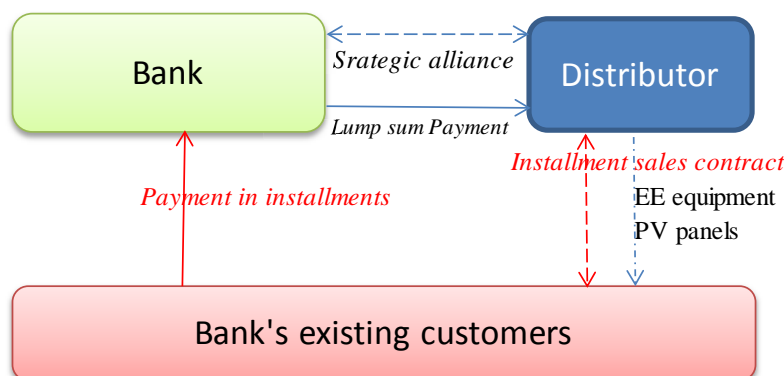 Bank
Srategic alliance
Distributor
Lump sum Payment
Payment in installments
Installment sales contract
EE equipment
PV panels
Bank's existing customers